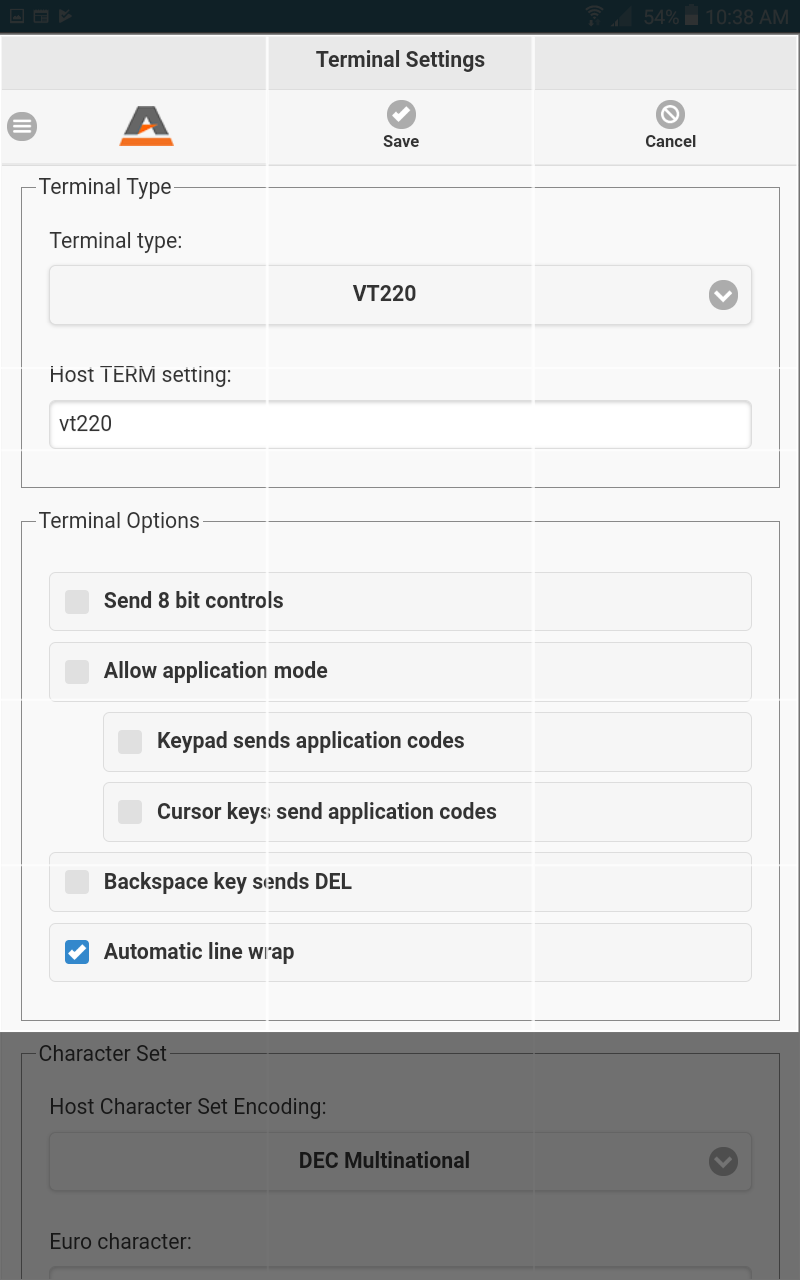 54% 10:38 AM
Terminal Settings
Save
Cancel
Terminal Type
Terminal type:
VT220
Host TERM setting:
vt220
Terminal Options
Send 8 bit controls
Allow application mode
Keypad sends application codes
Cursor keys send application codes
Backspace key sends DEL
Automatic line wrap
Character Set
Host Character Set Encoding:
DEC Multinational
Euro character: